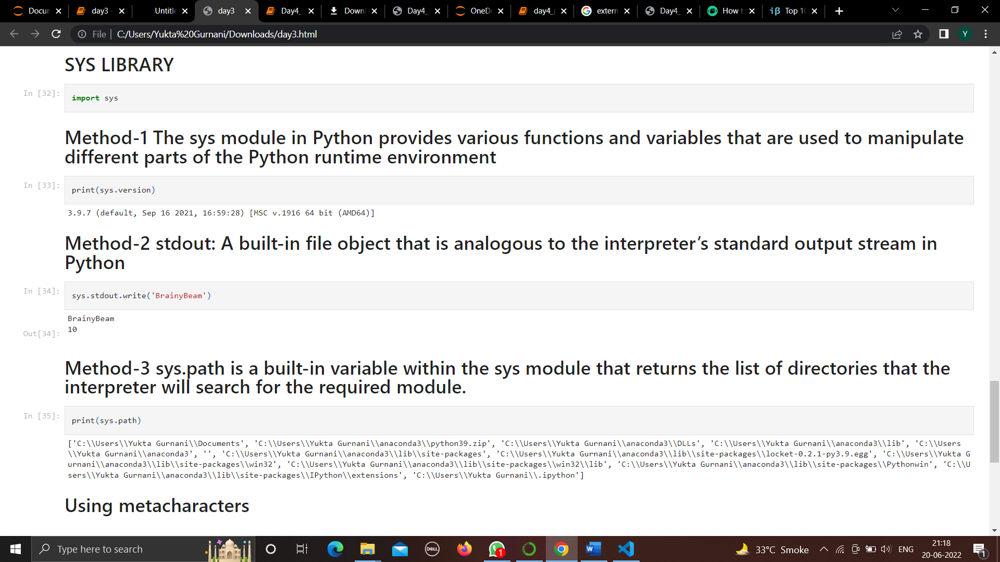 Docun
day3 -
Untitle
day3
Day4_
Downl
Day4_
OneDr
day4_p
extern
Day4_
How t
Top 10
File | C:/Users/Yukta%20Gurnani/Downloads/day3.html
Y
SYS LIBRARY
In [32]:
import sys
Method-1 The sys module in Python provides various functions and variables that are used to manipulate
different parts of the Python runtime environment
In [33]:
print(sys.version)
3.9.7 (default, Sep 16 2021, 16:59:28) [MSC v.1916 64 bit (AMD64)]
Method-2 stdout: A built-in file object that is analogous to the interpreter’s standard output stream in
Python
In [34]:
sys.stdout.write('BrainyBeam')
BrainyBeam
Out[34]:
10
Method-3 sys.path is a built-in variable within the sys module that returns the list of directories that the
interpreter will search for the required module.
In [35]:
print(sys.path)
['C:\\Users\\Yukta Gurnani\\Documents', 'C:\\Users\\Yukta Gurnani\\anaconda3\\python39.zip', 'C:\\Users\\Yukta Gurnani\\anaconda3\\DLLs', 'C:\\Users\\Yukta Gurnani\\anaconda3\\lib', 'C:\\Users
\\Yukta Gurnani\\anaconda3', '', 'C:\\Users\\Yukta Gurnani\\anaconda3\\lib\\site-packages', 'C:\\Users\\Yukta Gurnani\\anaconda3\\lib\\site-packages\\locket-0.2.1-py3.9.egg', 'C:\\Users\\Yukta G
urnani\\anaconda3\\lib\\site-packages\\win32', 'C:\\Users\\Yukta Gurnani\\anaconda3\\lib\\site-packages\\win32\\lib', 'C:\\Users\\Yukta Gurnani\\anaconda3\\lib\\site-packages\\Pythonwin', 'C:\\U
sers\\Yukta Gurnani\\anaconda3\\lib\\site-packages\\IPython\\extensions', 'C:\\Users\\Yukta Gurnani\\.ipython']
Using metacharacters
Type here to search
DELL
1
W
33°C Smoke
ENG
21:18
20-06-2022
1